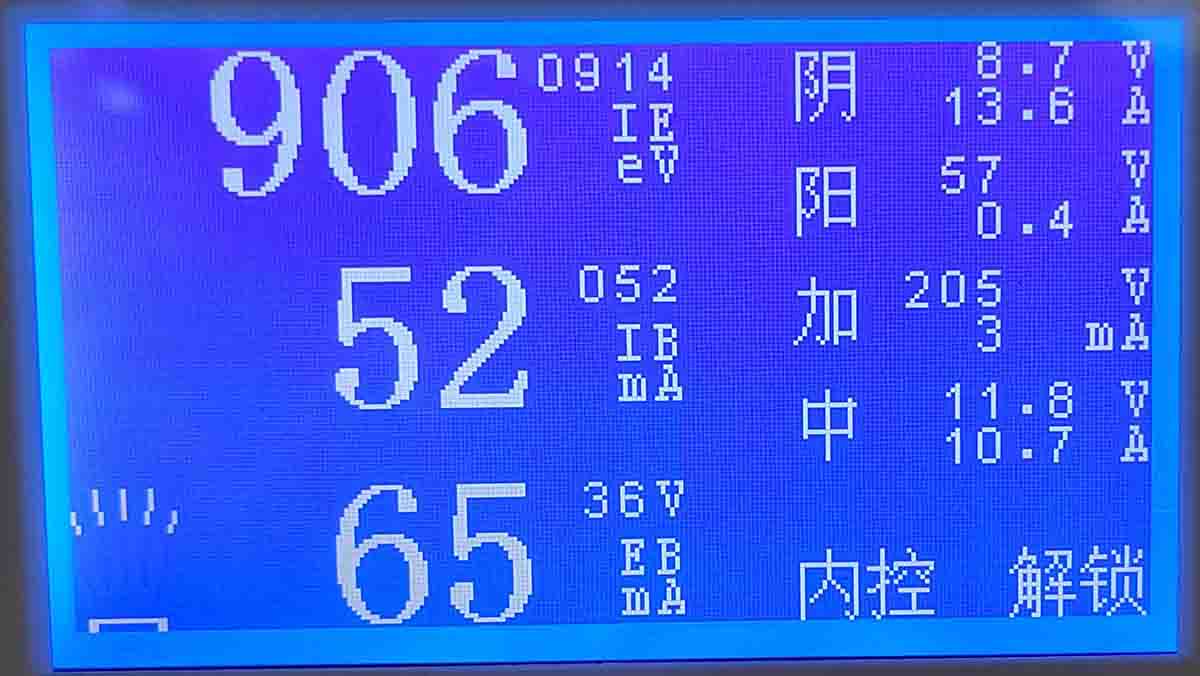 906 0914 IE eV
52 052 IB mA
65 36V EB mA
阴 8.7 V
13.6 A
阳 57 V
0.4 A
加 205 V
3 mA
中 11.8 V
10.7 A
内控 解锁